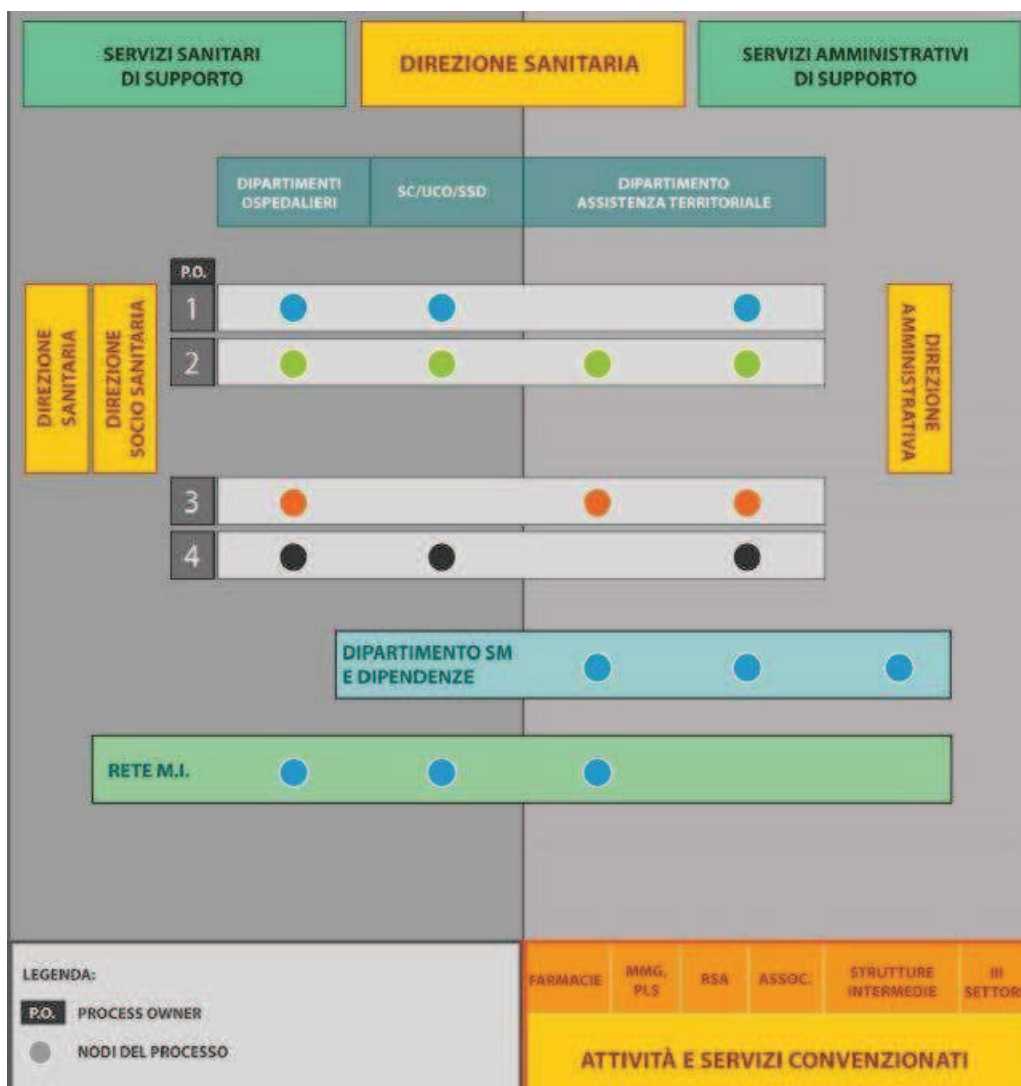 SERVIZI SANITARI
DI SUPPORTO
DIREZIONE SANITARIA
SERVIZI AMMINISTRATIVI
DI SUPPORTO
DIPARTIMENTI
OSPEDALIERI
SC/UCO/SSD
DIPARTIMENTO
ASSISTENZA TERRITORIALE
P.O.
1
2
3
4
DIREZIONE
SANITARIA
DIREZIONE
SOCIO SANITARIA
DIREZIONE
AMMINISTRATIVA
DIPARTIMENTO SM
E DIPENDENZE
RETE M.I.
LEGENDA:
P.O. PROCESS OWNER
NODI DEL PROCESSO
FARMACIE
MMG,
PLS
RSA
ASSOC.
STRUTTURE
INTERMEDIE
III
SETTORE
ATTIVITÀ E SERVIZI CONVENZIONATI